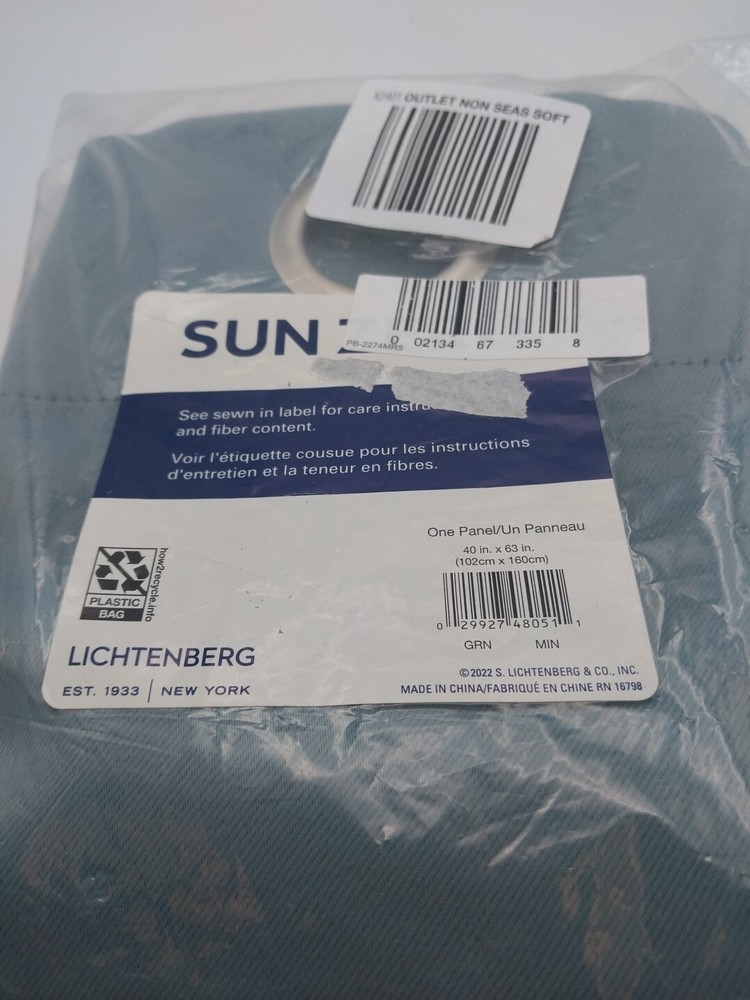 OUTLET NON SEAS SOFT
PB-2274MR5
0 02134 67 335 8
SUN
See sewn in label for care
and fiber content.
Voir l'étiquette cousue pour les instructions
d'entretien et la teneur en fibres.
One Panel/Un Panneau
40 in. x 63 in.
(102cm x 160cm)
how2recycle.info
PLASTIC
BAG
0 29927 48051 1
GRN MIN
LICHTENBERG
EST. 1933 | NEW YORK
©2022 S. LICHTENBERG & CO., INC.
MADE IN CHINA/FABRIQUÉ EN CHINE RN 16798